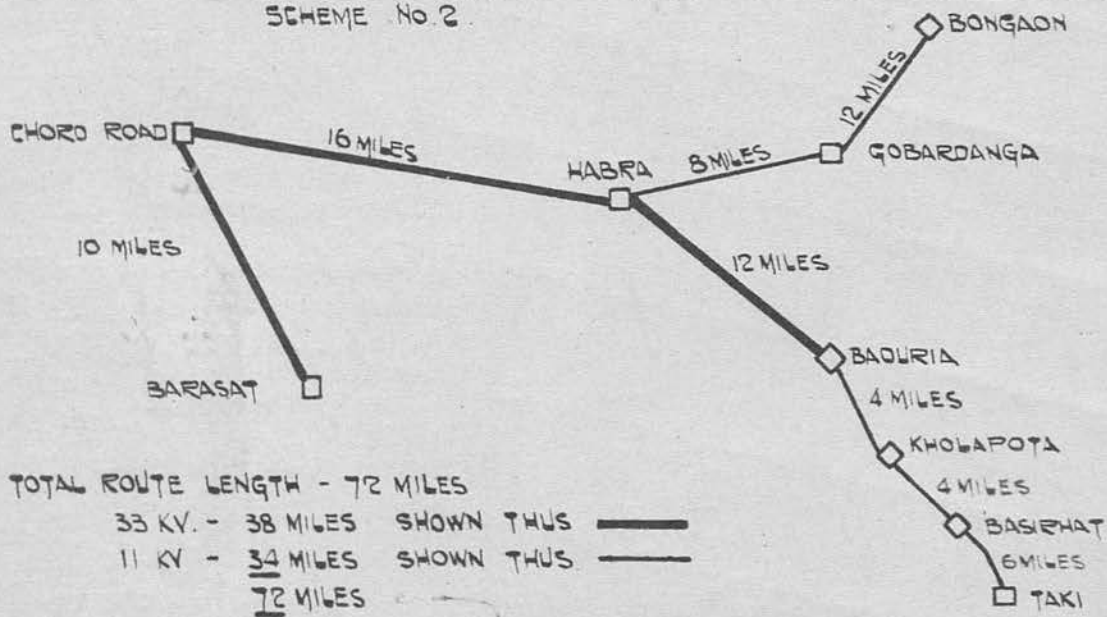 SCHEME No. 2.
BONGAON
12 MILES
CHORD ROAD
16 MILES
HABRA
8 MILES
GOBARDANGA
10 MILES
12 MILES
BARASAT
BADURIA
4 MILES
KHOLAPOTA
4 MILES
BASIRHAT
6 MILES
TAKI
TOTAL ROUTE LENGTH - 72 MILES
33 KV. - 38 MILES SHOWN THUS
11 KV - 34 MILES SHOWN THUS
72 MILES